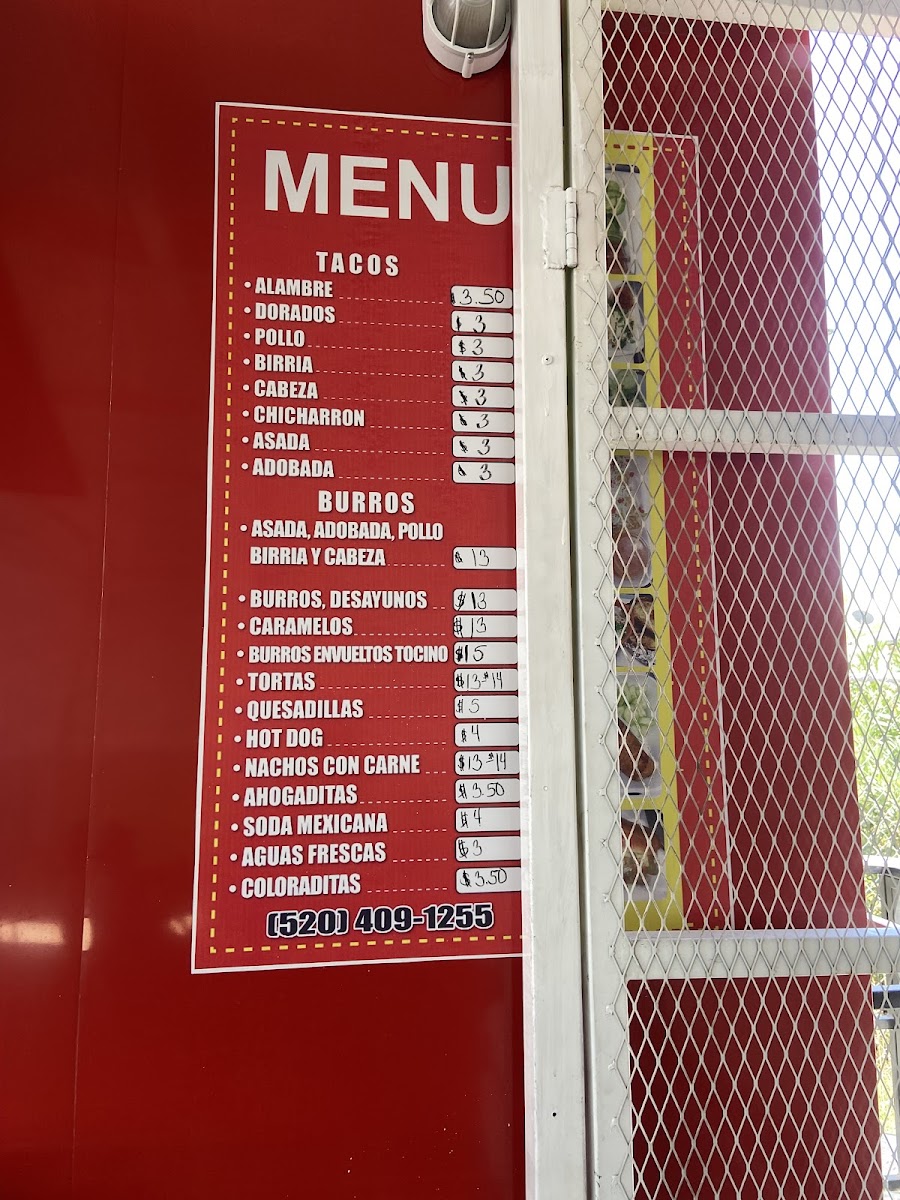 MENU
TACOS
• ALAMBRE 3.50
• DORADOS $3
• POLLO $3
• BIRRIA $3
• CABEZA $3
• CHICHARRON $3
• ASADA $3
• ADOBADA $3
BURROS
• ASADA, ADOBADA, POLLO
BIRRIA Y CABEZA $13
• BURROS, DESAYUNOS $13
• CARAMELOS $13
• BURROS ENVUELTOS TOCINO $15
• TORTAS $13 $14
• QUESADILLAS $5
• HOT DOG $4
• NACHOS CON CARNE $13 $14
• AHOGADITAS $3.50
• SODA MEXICANA $4
• AGUAS FRESCAS $3
• COLORADITAS $3.50
(520) 409-1255